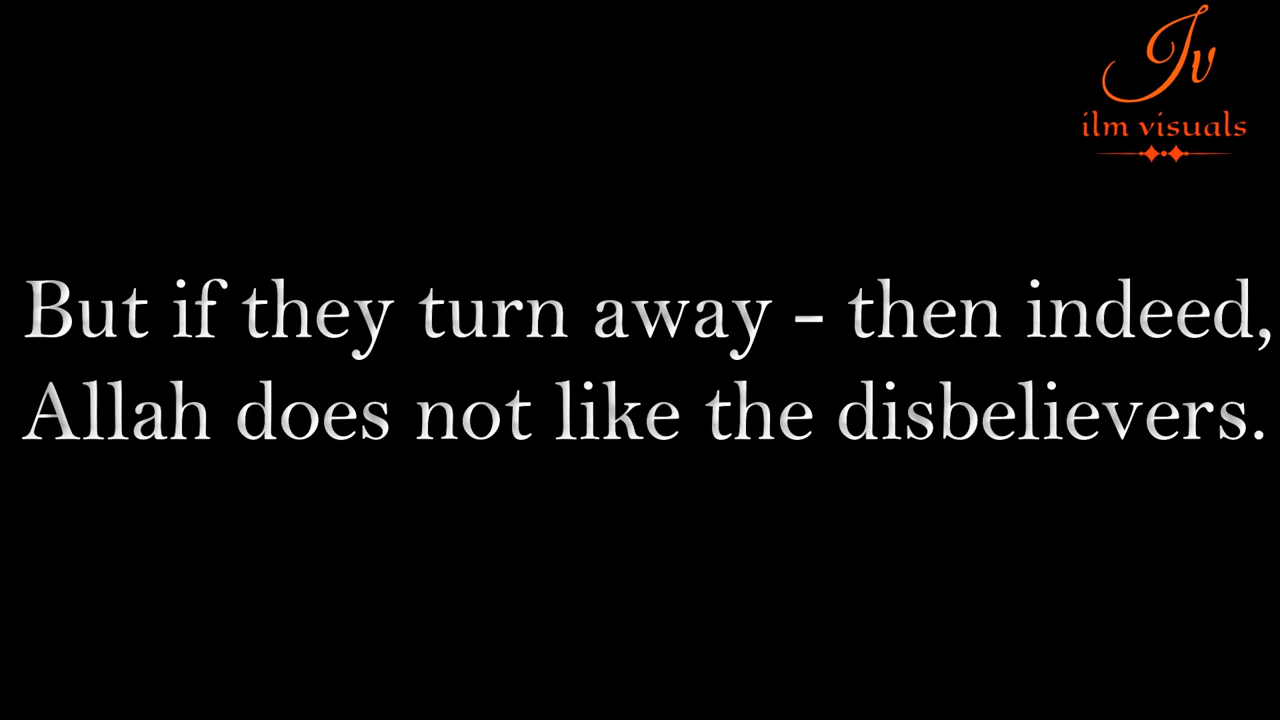 Iv
ilm visuals
But if they turn away - then indeed,
Allah does not like the disbelievers.